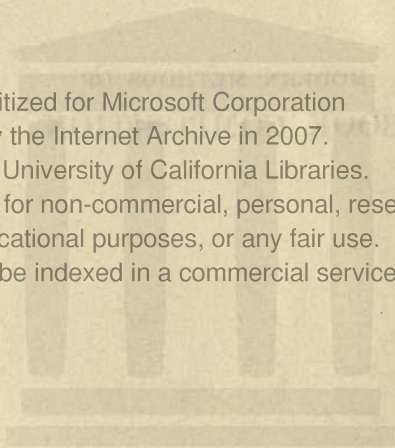 itized for Microsoft Corporation
y the Internet Archive in 2007.
University of California Libraries.
for non-commercial, personal, rese
cational purposes, or any fair use.
be indexed in a commercial service